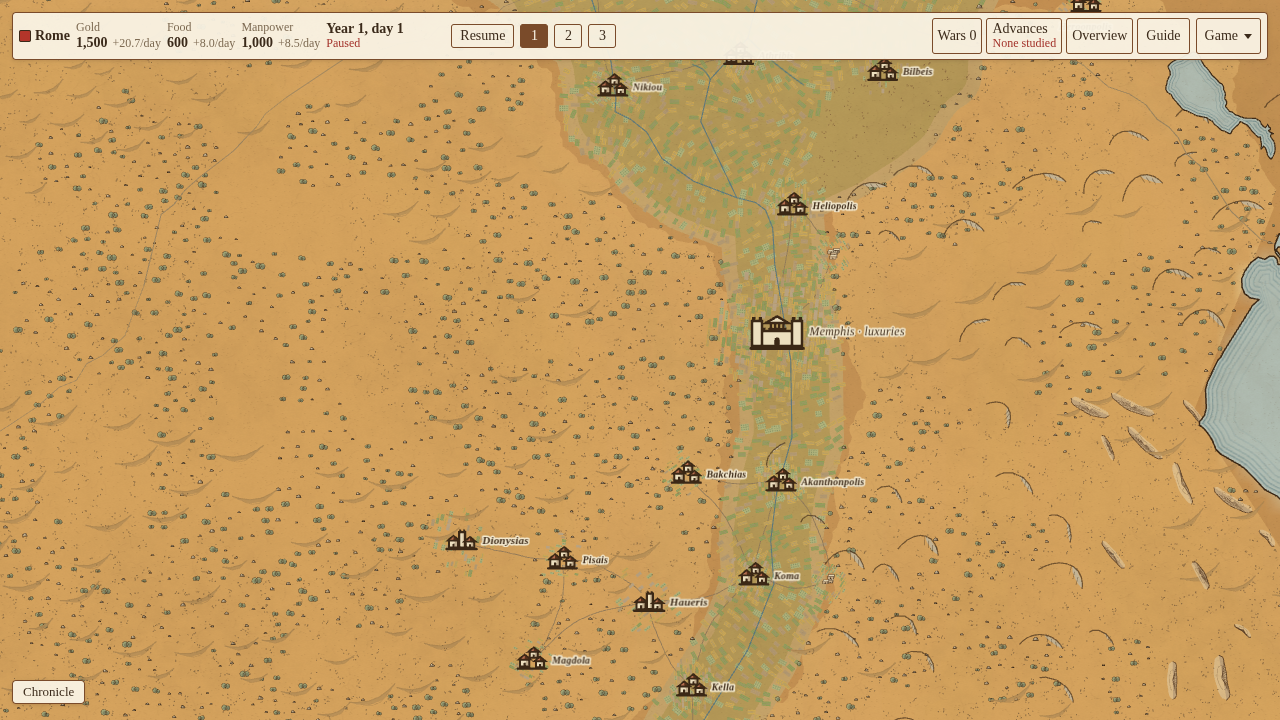 Rome
Gold
1,500 +20.7/day
Food
600 +8.0/day
Manpower
1,000 +8.5/day
Year 1, day 1
Paused
Resume
1
2
3
Wars 0
Advances
None studied
Overview
Guide
Game
Nikiou
Bilbeis
Heliopolis
Memphis · luxuries
Bakchias
Akanthonpolis
Dionysias
Pisais
Koma
Haueris
Magdola
Kella
Chronicle